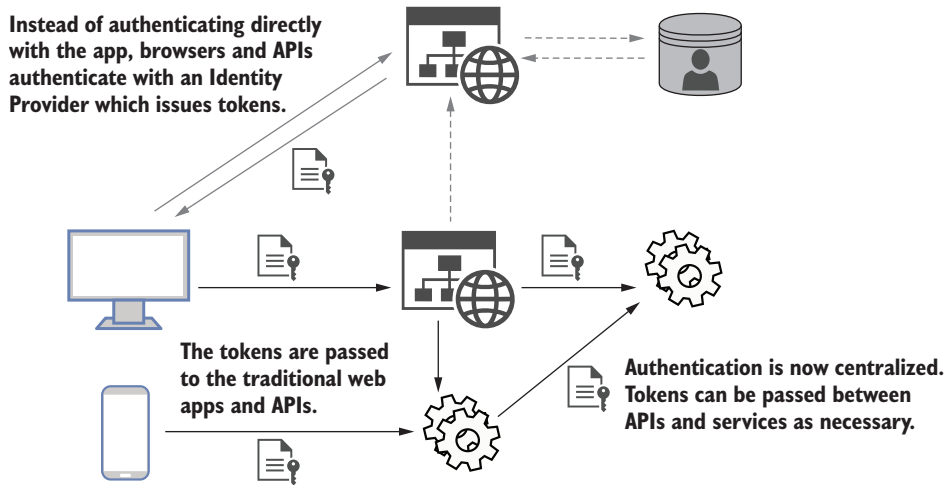 Instead of authenticating directly
with the app, browsers and APIs
authenticate with an Identity
Provider which issues tokens.
The tokens are passed
to the traditional web
apps and APIs.
Authentication is now centralized.
Tokens can be passed between
APIs and services as necessary.